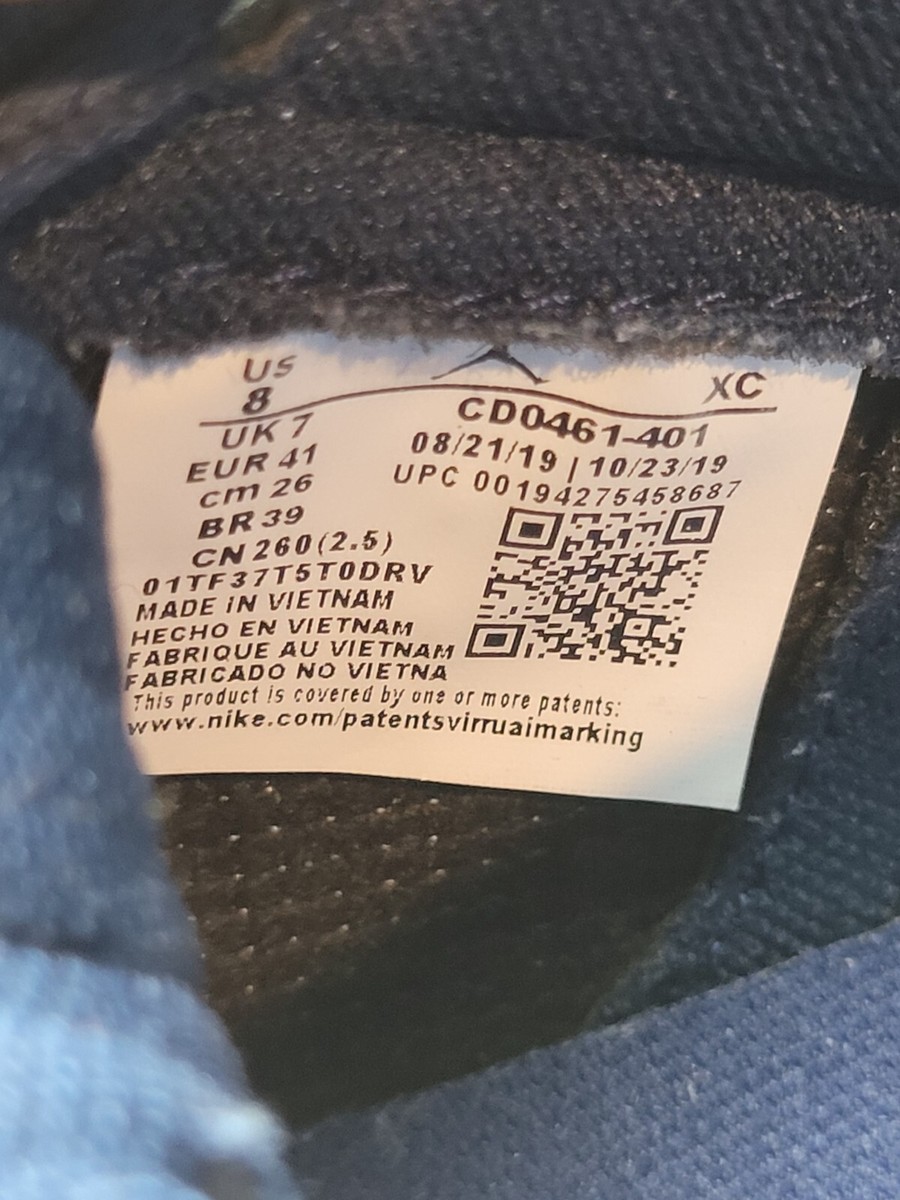 US
8
UK 7
EUR 41
cm 26
BR 39
CN 260(2.5)
XC
CD0461-401
08/21/19 | 10/23/19
UPC 00194275458687
01TF37T5T0DRV
MADE iN VIETNAM
HECHO EN VIETNAM
FABRIQUE AU VIETNAM
FABRICADO NO VIETNA
This product is covered by one or more patents:
www.nike.com/patentsvirruaimarking